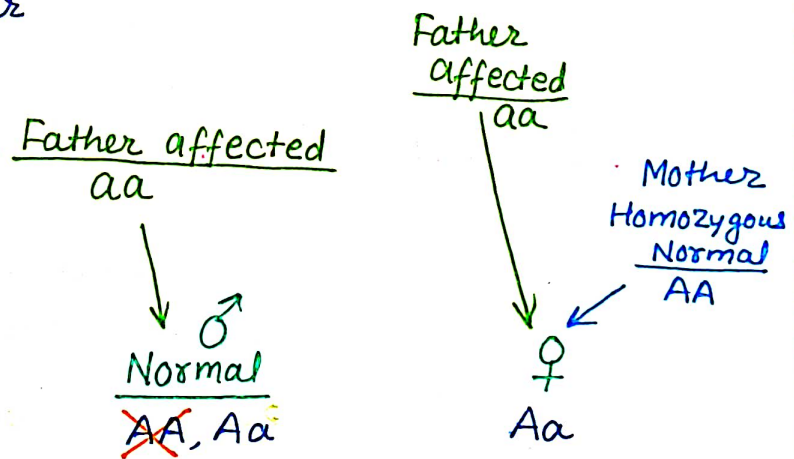 Father affected
aa
♂
Normal
AA, Aa
Father
affected
aa
Mother
Homozygous
Normal
AA
♀
Aa